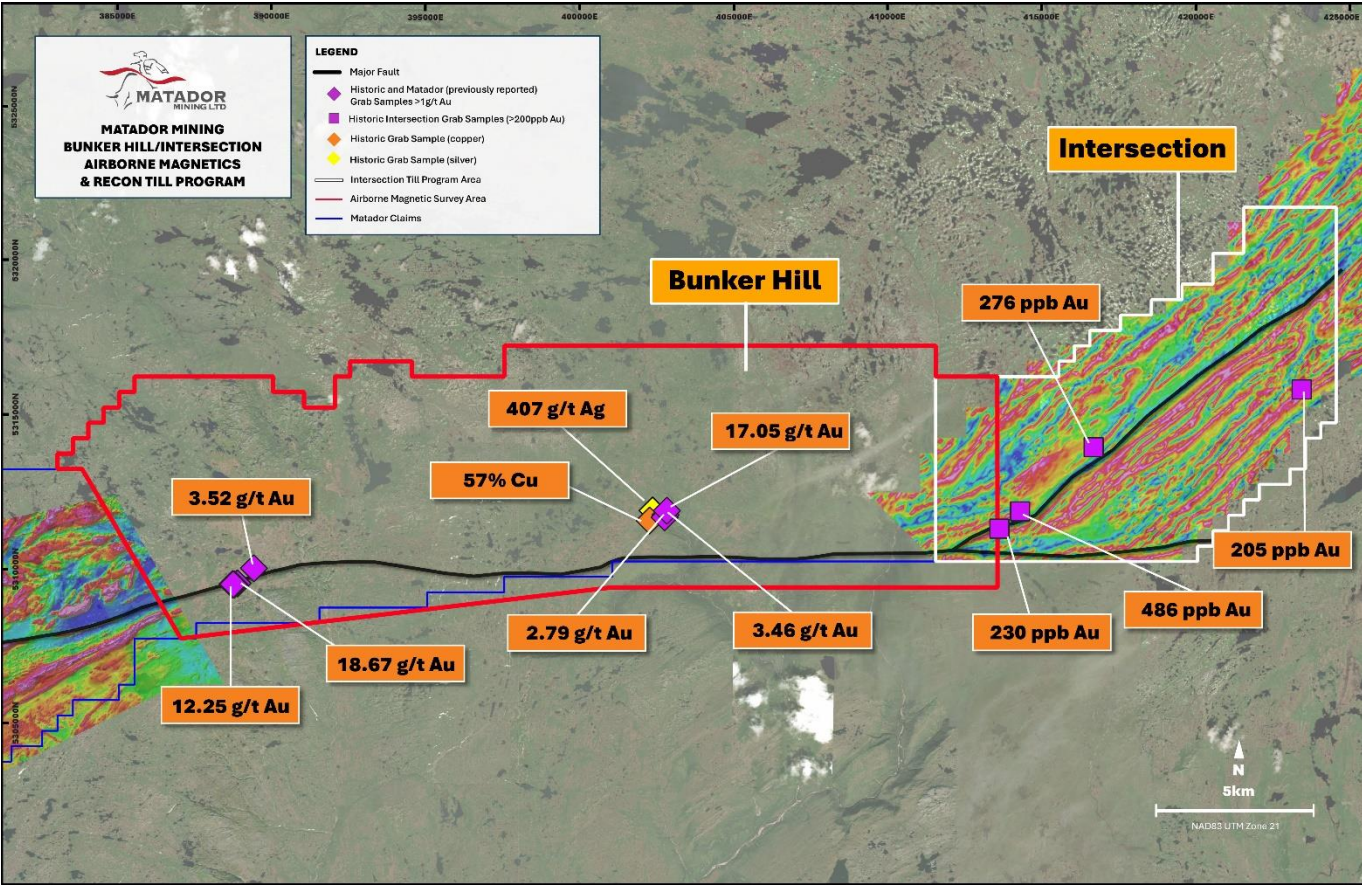 385000E
390000E
395000E
400000E
405000E
410000E
415000E
420000E
425000E
5325000N
5320000N
5315000N
5310000N
5305000N
MATADOR
MINING LTD
MATADOR MINING
BUNKER HILL/INTERSECTION
AIRBORNE MAGNETICS
& RECON TILL PROGRAM
LEGEND
Major Fault
Historic and Matador (previously reported)
Grab Samples >1g/t Au
Historic Intersection Grab Samples (>200ppb Au)
Historic Grab Sample (copper)
Historic Grab Sample (silver)
Intersection Till Program Area
Airborne Magnetic Survey Area
Matador Claims
Intersection
Bunker Hill
276 ppb Au
407 g/t Ag
17.05 g/t Au
57% Cu
3.52 g/t Au
205 ppb Au
486 ppb Au
2.79 g/t Au
3.46 g/t Au
230 ppb Au
18.67 g/t Au
12.25 g/t Au
N
5km
NAD83 UTM Zone 21